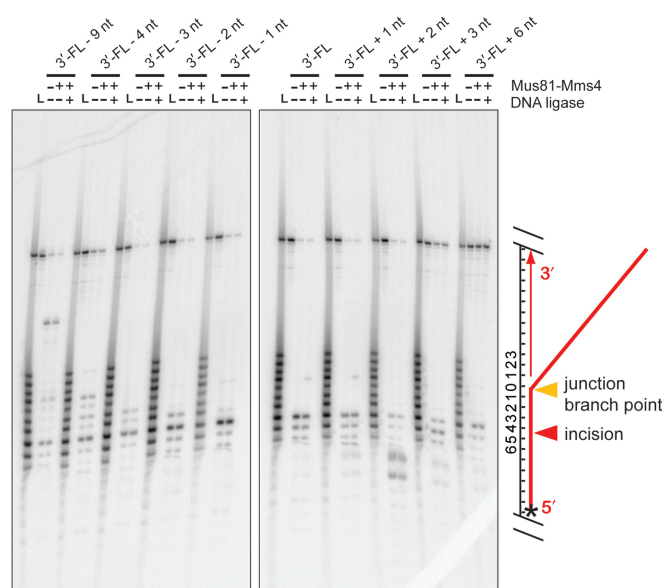 3′-FL - 9 nt 3′-FL - 4 nt 3′-FL - 3 nt 3′-FL - 2 nt 3′-FL - 1 nt 3′-FL 3′-FL + 1 nt 3′-FL + 2 nt 3′-FL + 3 nt 3′-FL + 6 nt
–++ –++ –++ –++ –++ –++ –++ –++ –++ –++ Mus81-Mms4
L––+ L––+ L––+ L––+ L––+ L––+ L––+ L––+ L––+ L––+ DNA ligase
3′
6543210 123
junction
branch point
incision
5′
*